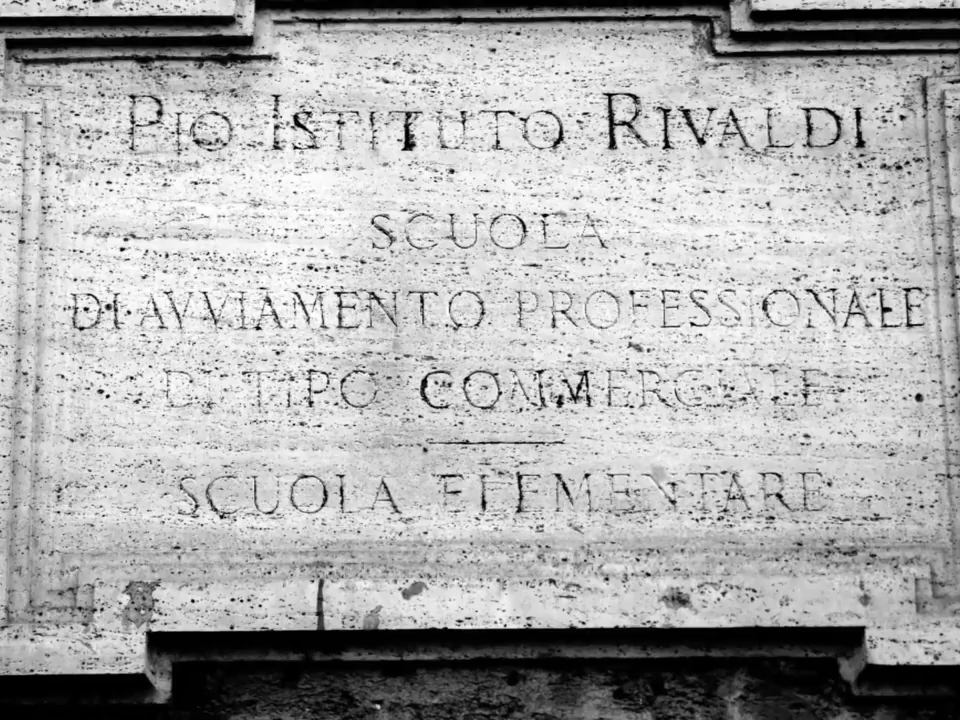 PIO ISTITUTO RIVALDI
SCUOLA
DI AVVIAMENTO PROFESSIONALE
DI TIPO COMMERCIALE
SCUOLA ELEMENTARE